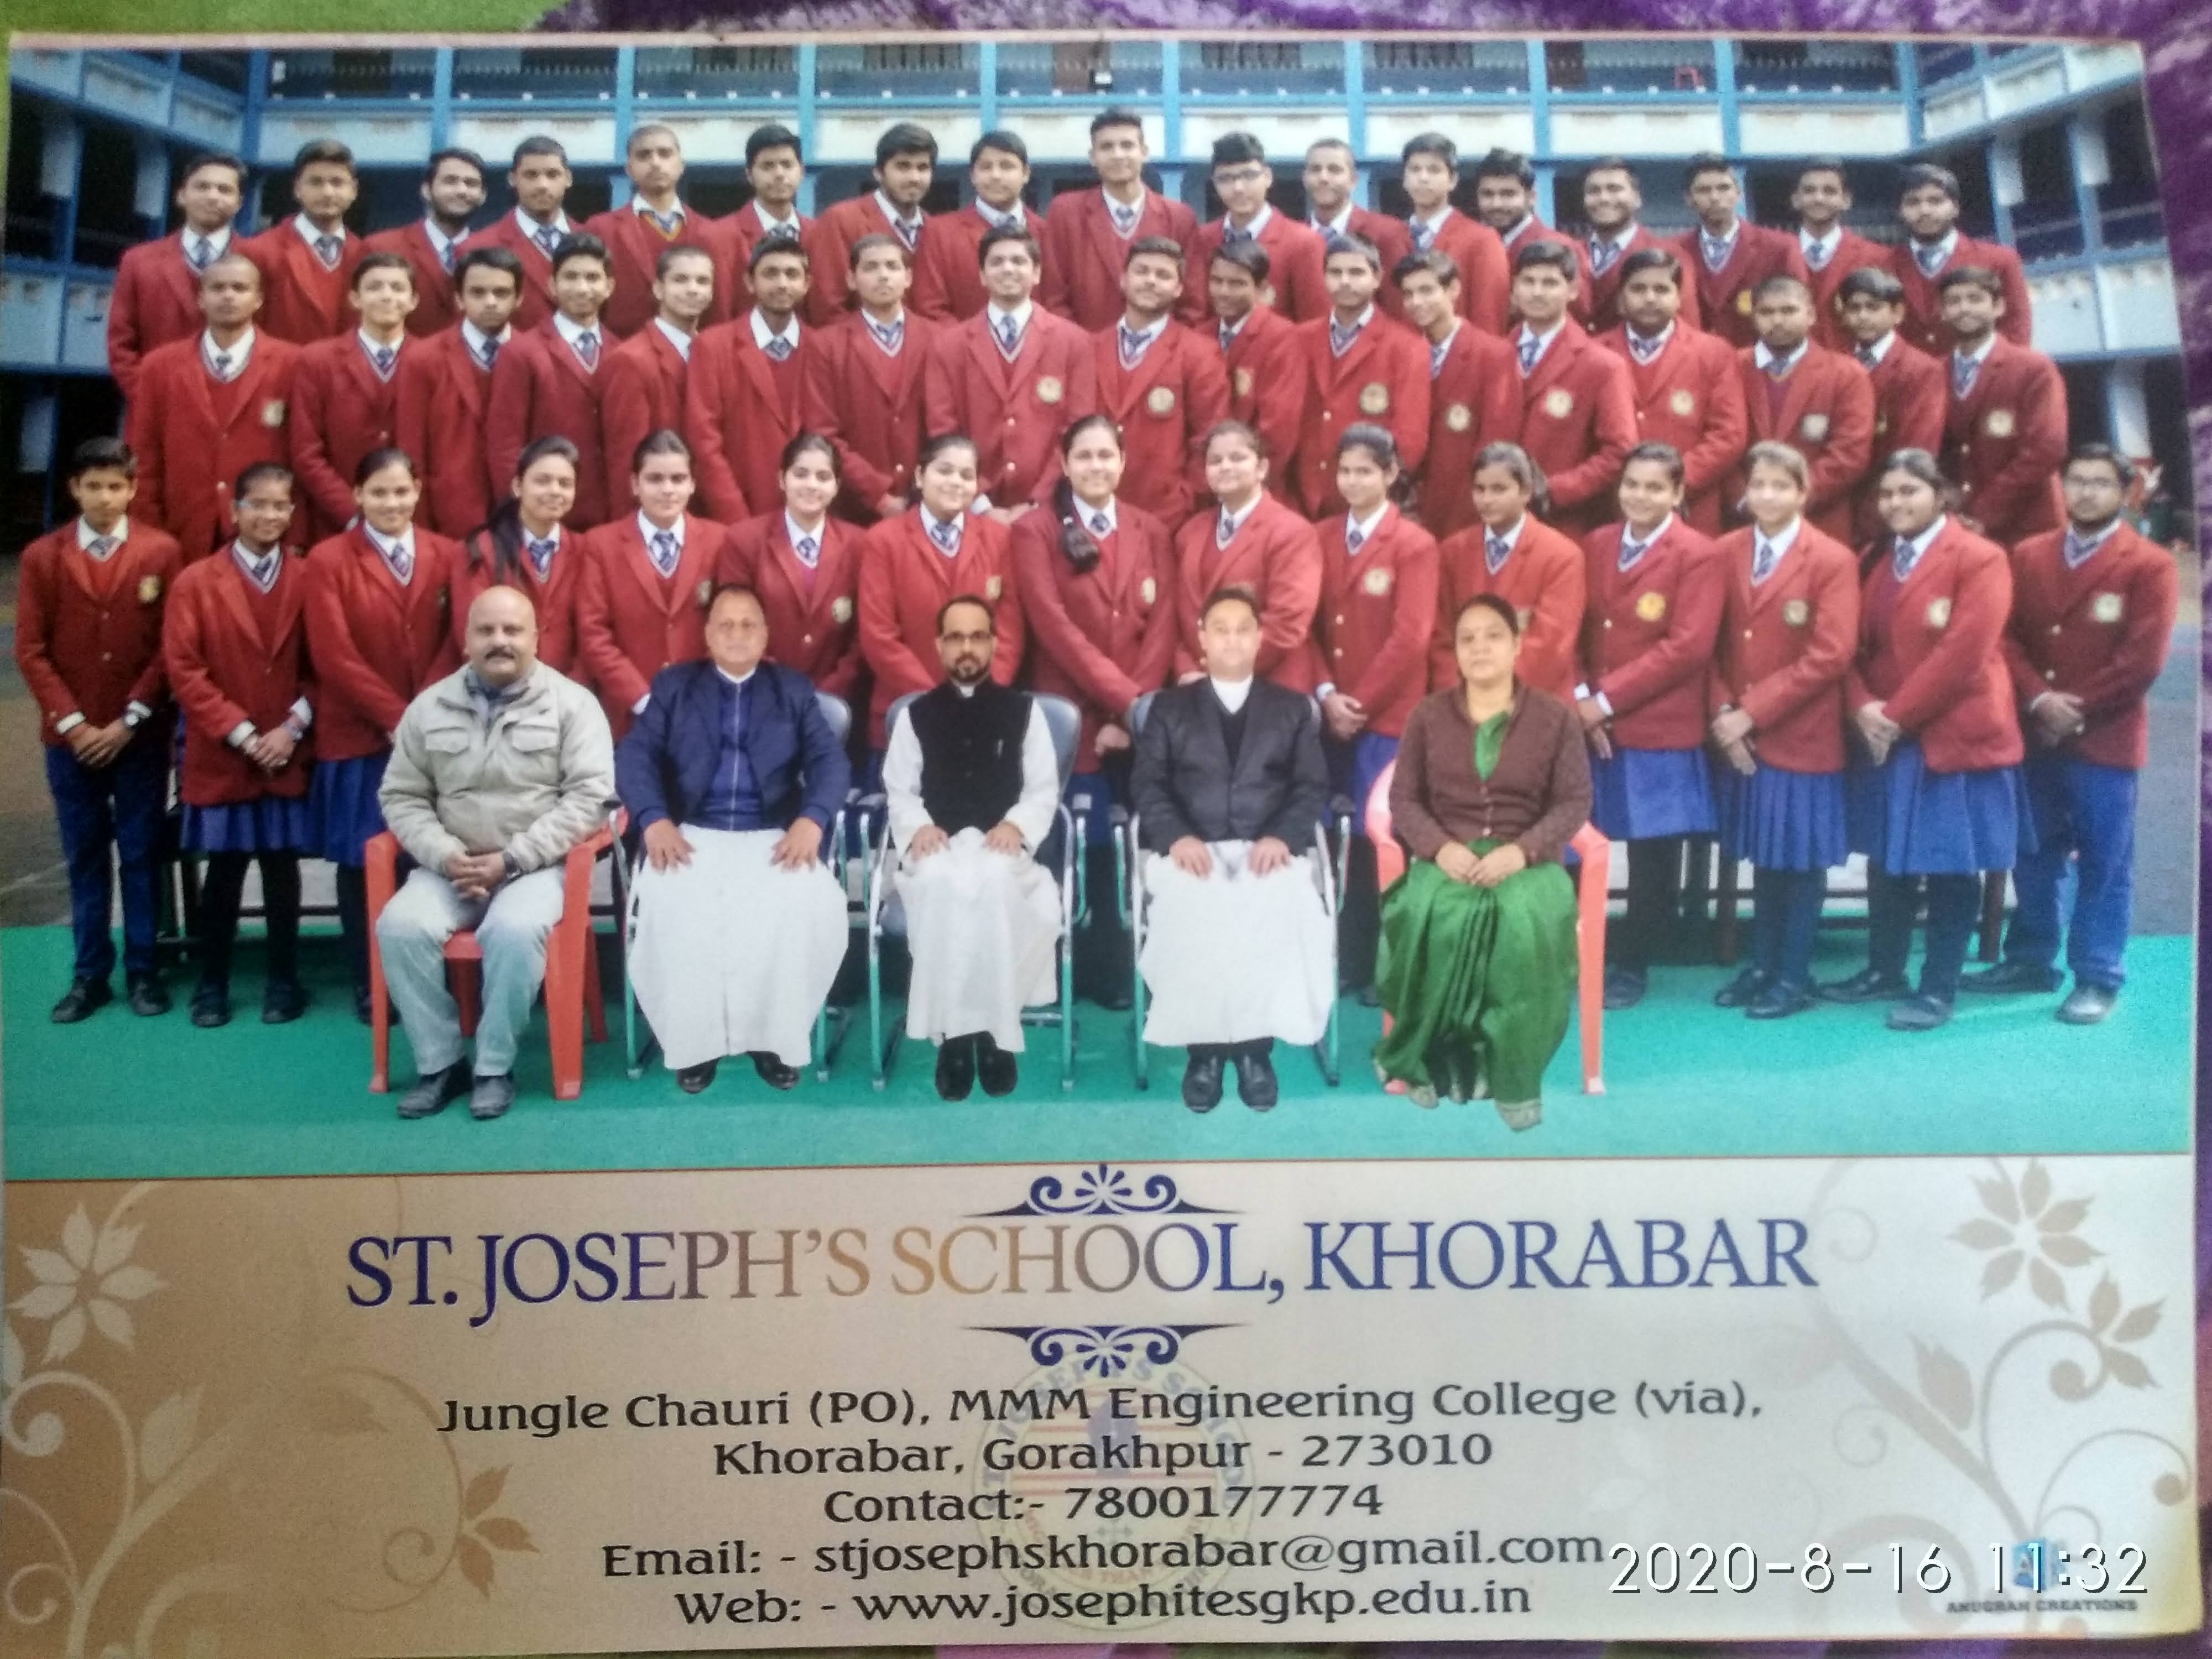 ST. JOSEPH'S SCHOOL, KHORABAR
Jungle Chauri (PO), MMM Engineering College (via),
Khorabar, Gorakhpur - 273010
Contact:- 7800177774
Email: - stjosephskhorabar@gmail.com
Web: - www.josephitesgkp.edu.in
2020-8-16 11:32
ANUGRAH CREATIONS